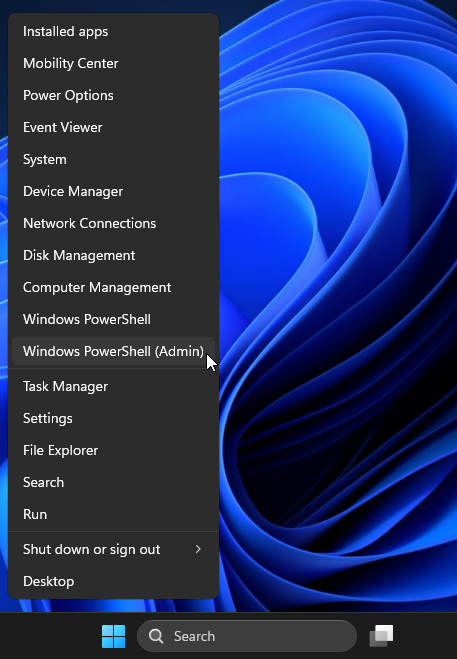 Installed apps
Mobility Center
Power Options
Event Viewer
System
Device Manager
Network Connections
Disk Management
Computer Management
Windows PowerShell
Windows PowerShell (Admin)
Task Manager
Settings
File Explorer
Search
Run
Shut down or sign out
Desktop
Search